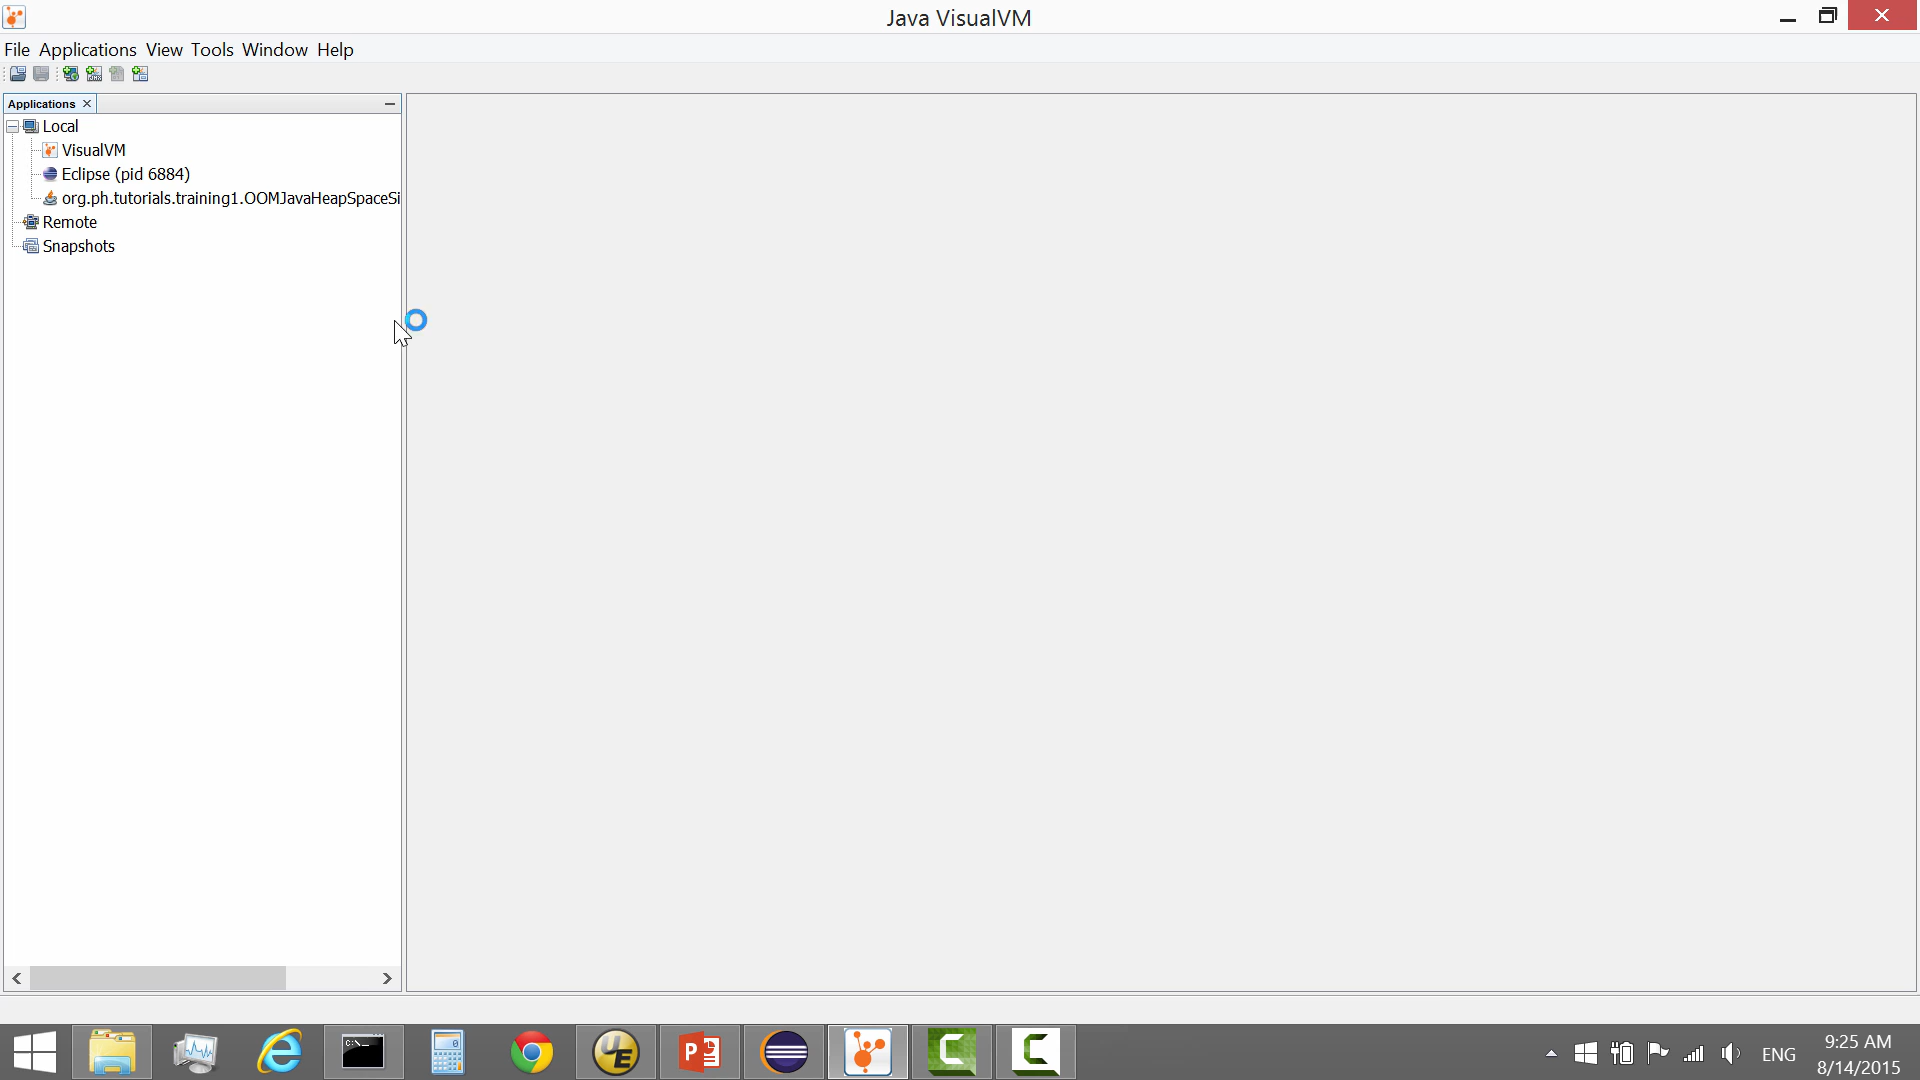 Java VisualVM
File Applications View Tools Window Help
Applications
Local
VisualVM
Eclipse (pid 6884)
org.ph.tutorials.training1.OOMJavaHeapSpaceSi
Remote
Snapshots
ENG
9:25 AM
8/14/2015